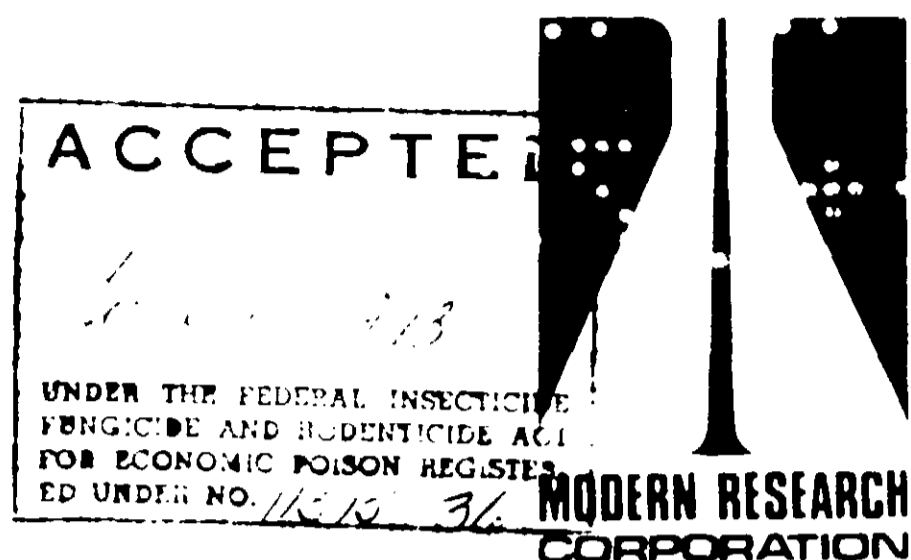 ACCEPTED
UNDER THE FEDERAL INSECTICIDE
FUNGICIDE AND RODENTICIDE ACT
FOR ECONOMIC POISON REGISTER-
ED UNDER NO.
MODERN RESEARCH
CORPORATION